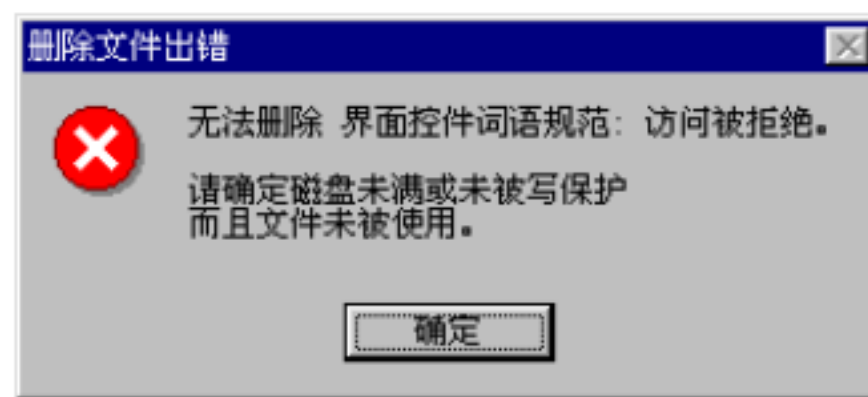 删除文件出错
无法删除 界面控件词语规范: 访问被拒绝。
请确定磁盘未满或未被写保护
而且文件未被使用。
确定